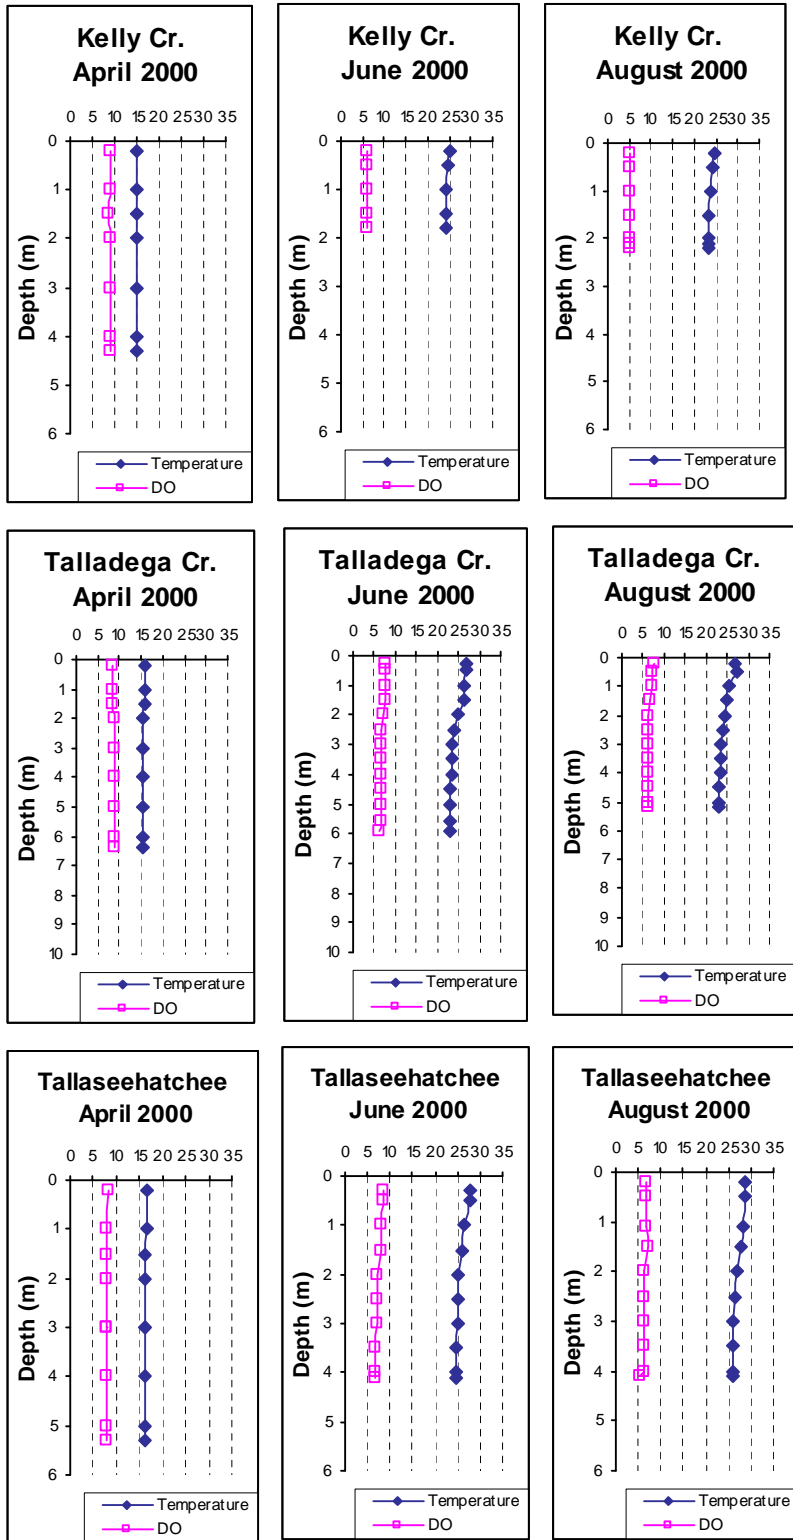 Kelly Cr.
April 2000
0 5 10 15 20 25 30 35
0
1
2
3
4
5
6
Depth (m)
Temperature
DO
Kelly Cr.
June 2000
0 5 10 15 20 25 30 35
0
1
2
3
4
5
6
Depth (m)
Temperature
DO
Kelly Cr.
August 2000
0 5 10 15 20 25 30 35
0
1
2
3
4
5
6
Depth (m)
Temperature
DO
Talladega Cr.
April 2000
0 5 10 15 20 25 30 35
0
1
2
3
4
5
6
7
8
9
10
Depth (m)
Temperature
DO
Talladega Cr.
June 2000
0 5 10 15 20 25 30 35
0
1
2
3
4
5
6
7
8
9
10
Depth (m)
Temperature
DO
Talladega Cr.
August 2000
0 5 10 15 20 25 30 35
0
1
2
3
4
5
6
7
8
9
10
Depth (m)
Temperature
DO
Tallaseehatchee
April 2000
0 5 10 15 20 25 30 35
0
1
2
3
4
5
6
Depth (m)
Temperature
DO
Tallaseehatchee
June 2000
0 5 10 15 20 25 30 35
0
1
2
3
4
5
6
Depth (m)
Temperature
DO
Tallaseehatchee
August 2000
0 5 10 15 20 25 30 35
0
1
2
3
4
5
6
Depth (m)
Temperature
DO